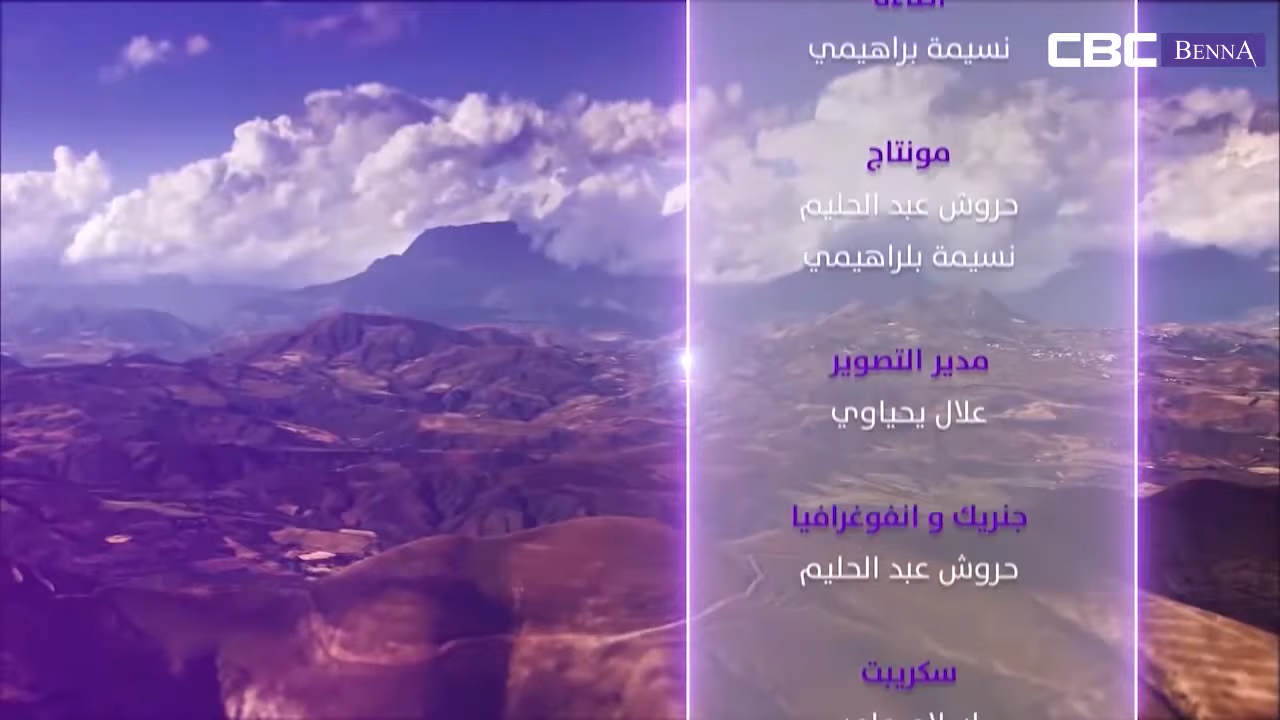 CBC BENNA
نسيمة براهيمي
مونتاج
حروش عبد الحليم
نسيمة بلراهيمي
مدير التصوير
علال يحياوي
جنريك و انفوغرافيا
حروش عبد الحليم
سكريبت